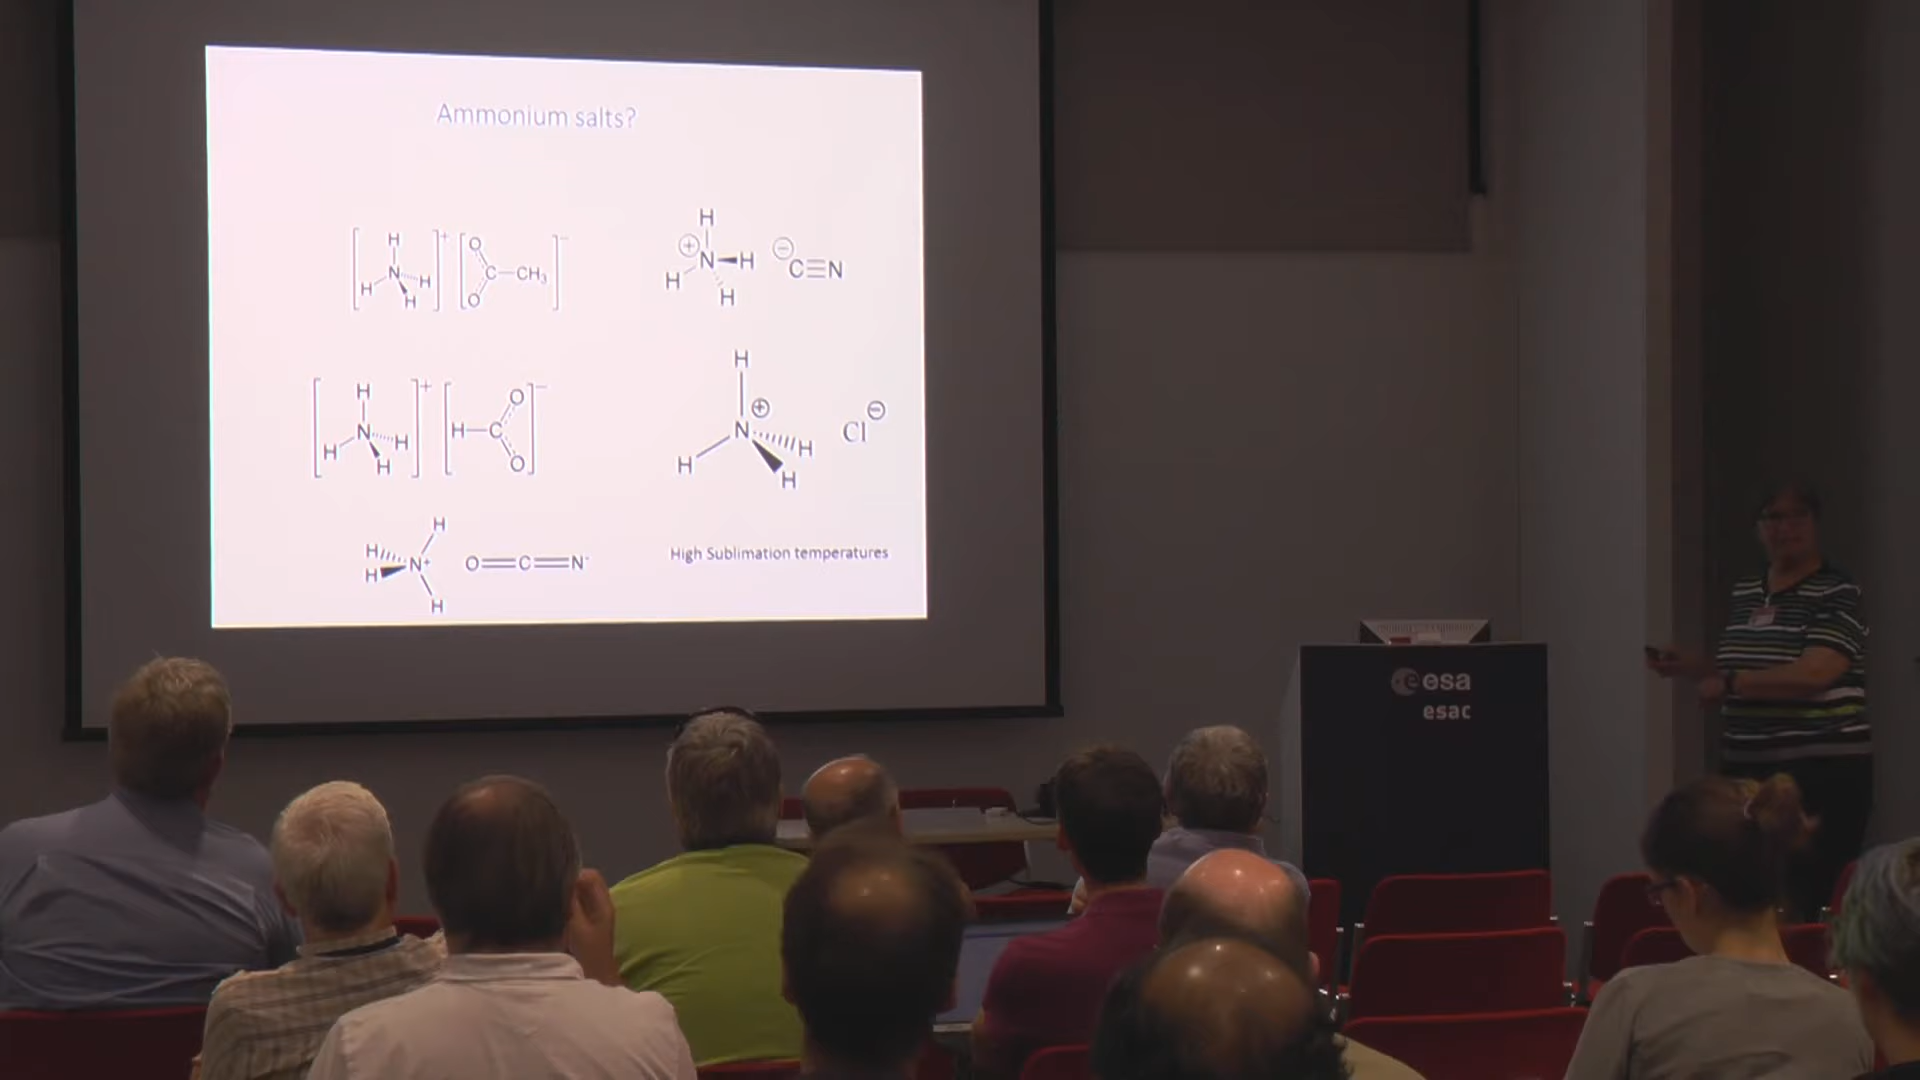 Ammonium salts?
[ H N H H H ]+ [ O C O CH3 ]−
H ⊕ N H H H ⊖ C≡N
[ H N H H H ]+ [ H C O O ]−
H N ⊕ H H H Cl ⊖
H H N+ H H O=C=N-
High Sublimation temperatures
esa
esac